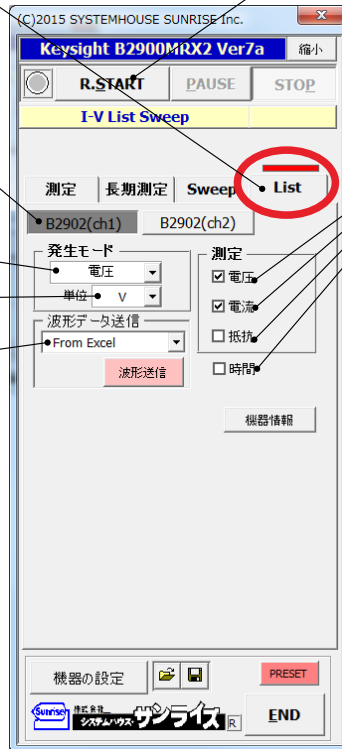 (C)2015 SYSTEMHOUSE SUNRISE Inc.
Keysight B2900MRX2 Ver7a 縮小
R.START PAUSE STOP
I-V List Sweep
測定 長期測定 Sweep List
B2902(ch1) B2902(ch2)
発生モード 測定
電圧 電圧
単位 V 電流
波形データ送信 抵抗
From Excel
波形送信 時間
機器情報
機器の設定 PRESET
Sunrise 株式会社 システムハウス サンライズ R END